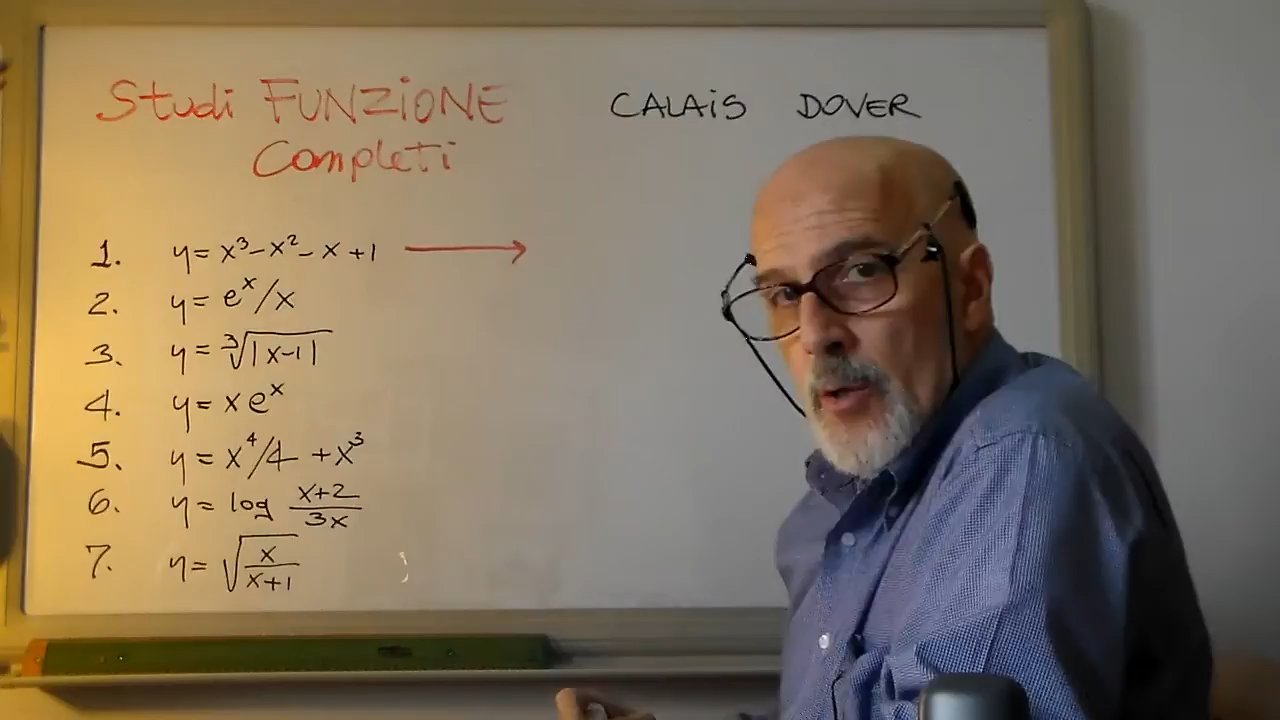 Studi FUNZIONE
Completi
CALAIS DOVER
1. y = x³ - x² - x + 1 →
2. y = eˣ/x
3. y = ∛|x-1|
4. y = x eˣ
5. y = x⁴/4 + x³
6. y = log (x+2)/(3x)
7. y = √(x/(x+1))